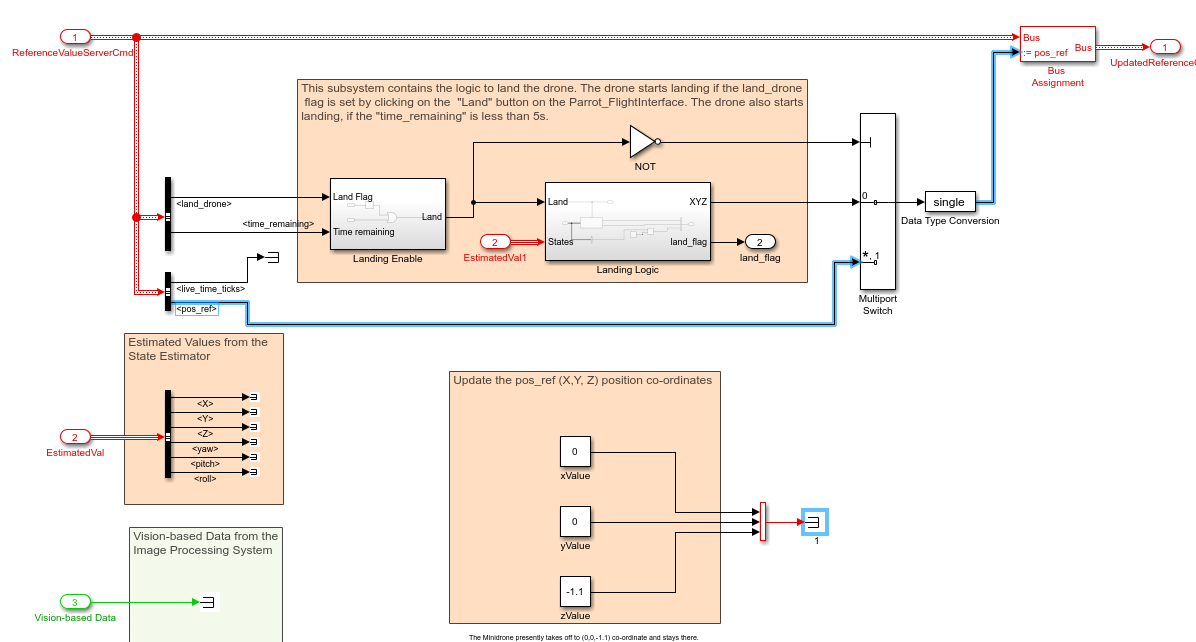 1
ReferenceValueServerCmd
Bus
:= pos_ref
Bus
Bus
Assignment
1
This subsystem contains the logic to land the drone. The drone starts landing if the land_drone
flag is set by clicking on the "Land" button on the Parrot_FlightInterface. The drone also starts
landing, if the "time_remaining" is less than 5s.
NOT
<land_drone>
<time_remaining>
Land Flag
Time remaining
Land
Landing Enable
Land
States
XYZ
land_flag
Landing Logic
2
EstimatedVal1
2
land_flag
0
*, 1
Multiport
Switch
single
Data Type Conversion
<live_time_ticks>
<pos_ref>
Estimated Values from the
State Estimator
<X>
<Y>
<Z>
<yaw>
<pitch>
<roll>
2
EstimatedVal
Update the pos_ref (X,Y, Z) position co-ordinates
0
xValue
0
yValue
-1.1
zValue
1
Vision-based Data from the
Image Processing System
3
Vision-based Data
The Minidrone presently takes off to (0,0,-1.1) co-ordinate and stays there.